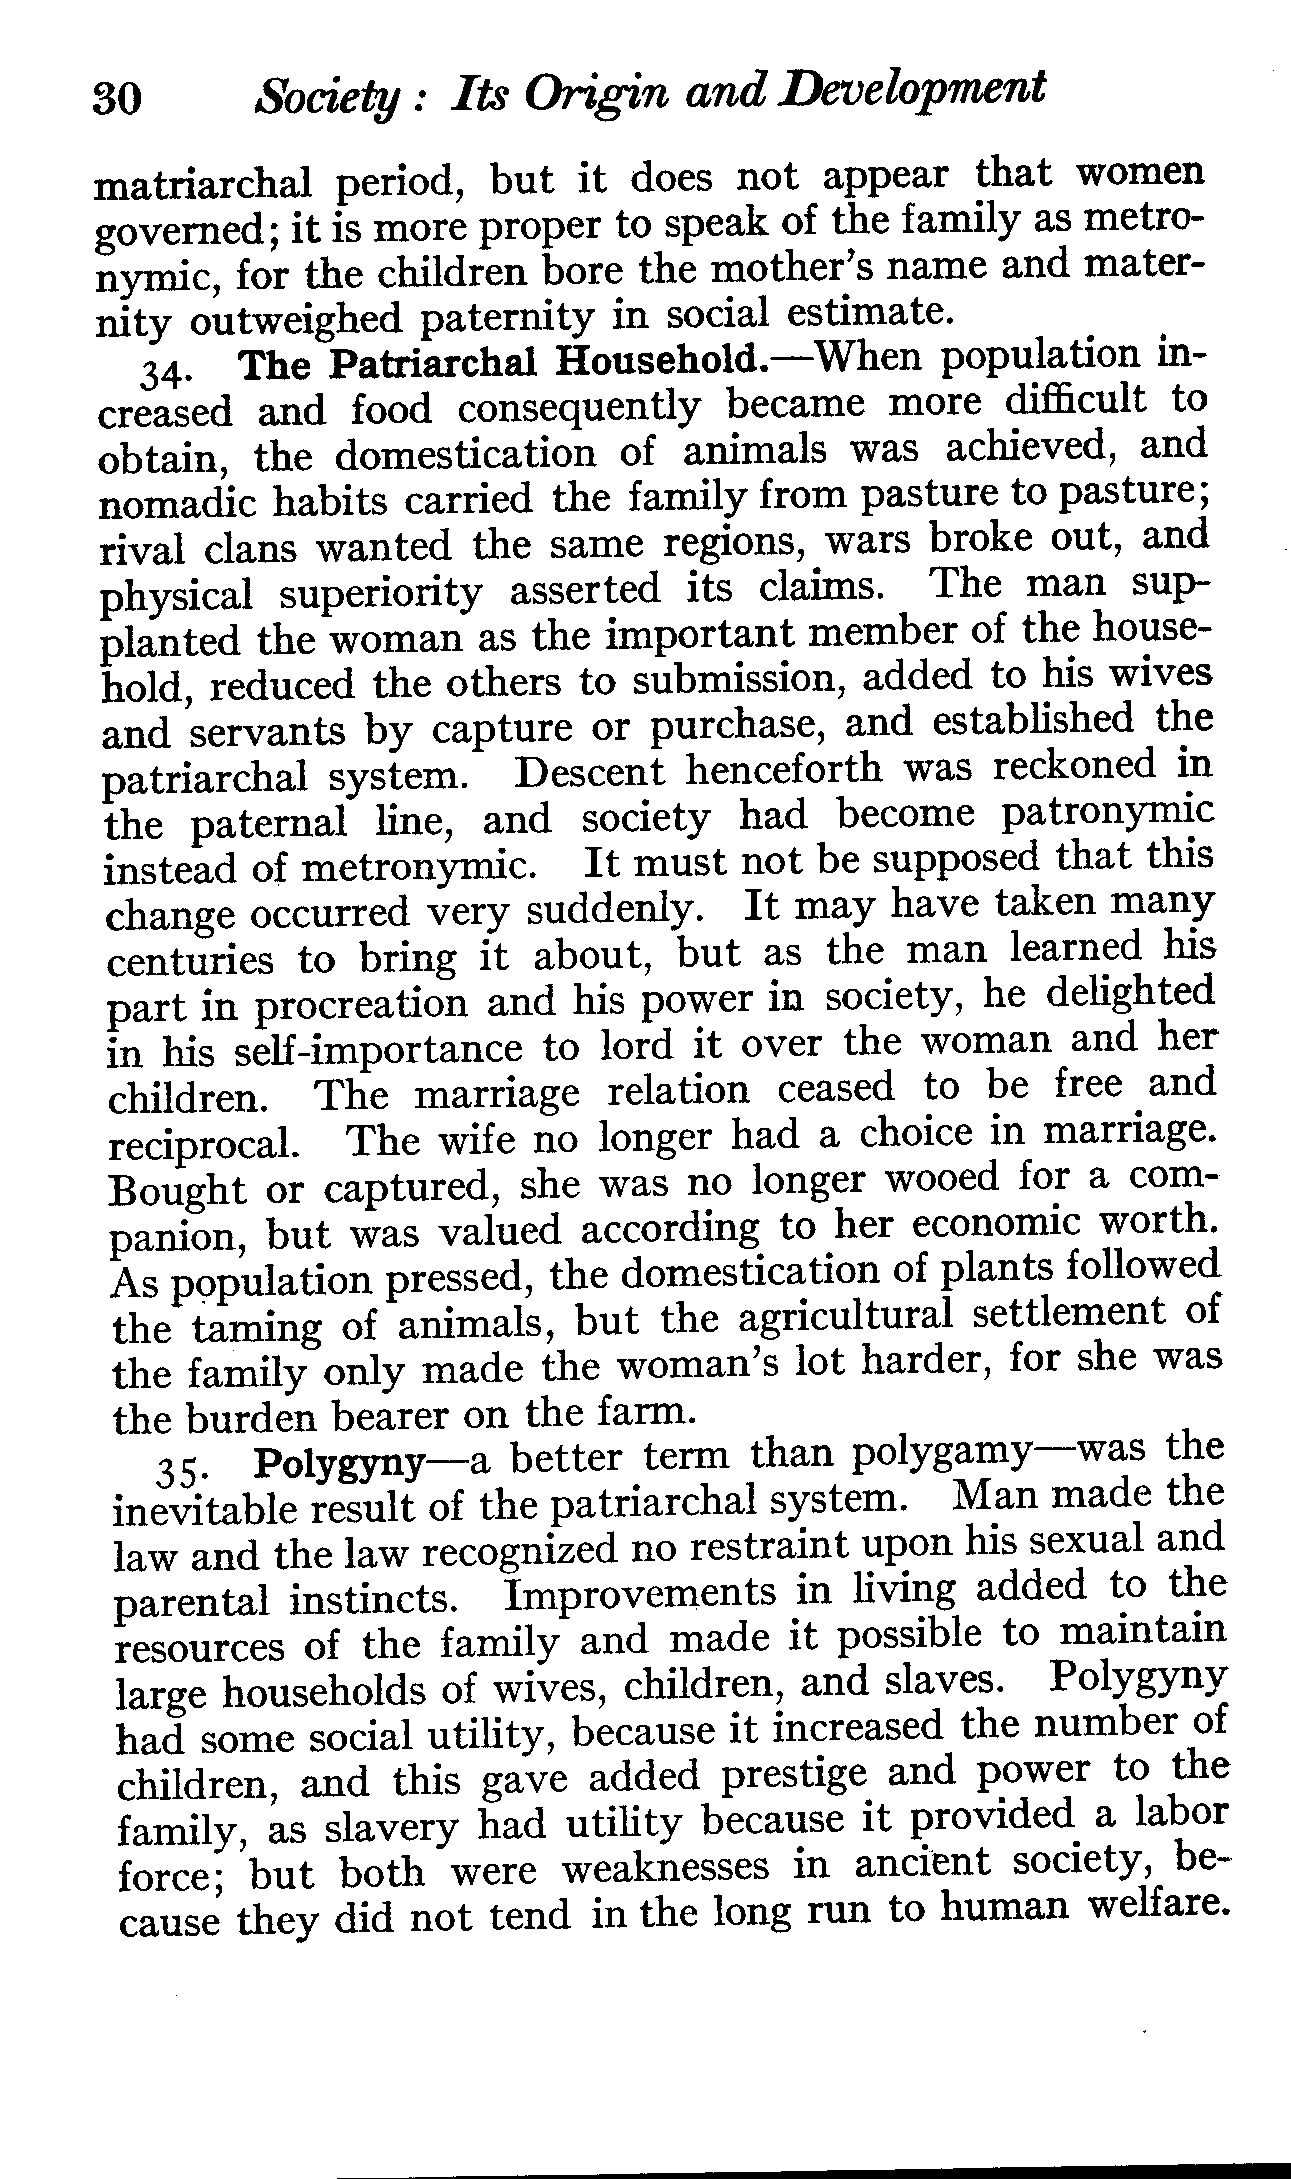 30 Society : Its Origin and Development
matriarchal period, but it does not appear that women
governed; it is more proper to speak of the family as metro-
nymic, for the children bore the mother's name and mater-
nity outweighed paternity in social estimate.
34. The Patriarchal Household.—When population in-
creased and food consequently became more difficult to
obtain, the domestication of animals was achieved, and
nomadic habits carried the family from pasture to pasture;
rival clans wanted the same regions, wars broke out, and
physical superiority asserted its claims. The man sup-
planted the woman as the important member of the house-
hold, reduced the others to submission, added to his wives
and servants by capture or purchase, and established the
patriarchal system. Descent henceforth was reckoned in
the paternal line, and society had become patronymic
instead of metronymic. It must not be supposed that this
change occurred very suddenly. It may have taken many
centuries to bring it about, but as the man learned his
part in procreation and his power in society, he delighted
in his self-importance to lord it over the woman and her
children. The marriage relation ceased to be free and
reciprocal. The wife no longer had a choice in marriage.
Bought or captured, she was no longer wooed for a com-
panion, but was valued according to her economic worth.
As population pressed, the domestication of plants followed
the taming of animals, but the agricultural settlement of
the family only made the woman's lot harder, for she was
the burden bearer on the farm.
35. Polygyny—a better term than polygamy—was the
inevitable result of the patriarchal system. Man made the
law and the law recognized no restraint upon his sexual and
parental instincts. Improvements in living added to the
resources of the family and made it possible to maintain
large households of wives, children, and slaves. Polygyny
had some social utility, because it increased the number of
children, and this gave added prestige and power to the
family, as slavery had utility because it provided a labor
force; but both were weaknesses in ancient society, be-
cause they did not tend in the long run to human welfare.